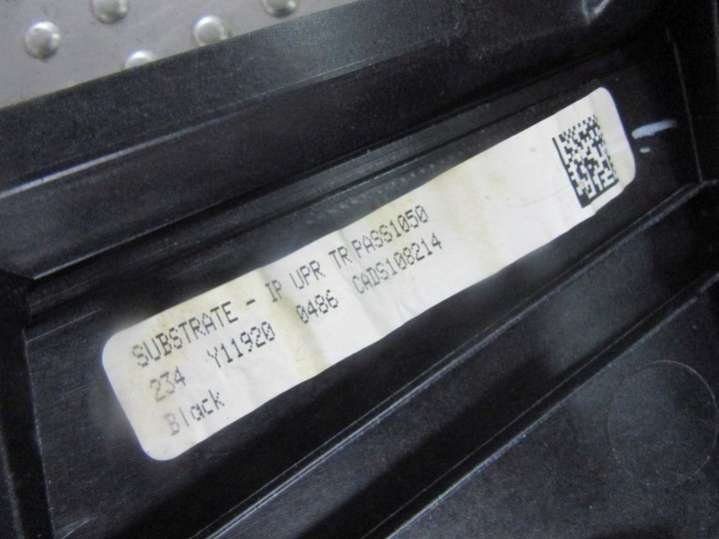 SUBSTRATE - IP UPR TR PASS1050
234 Y11920 0486 CADS108214
Black